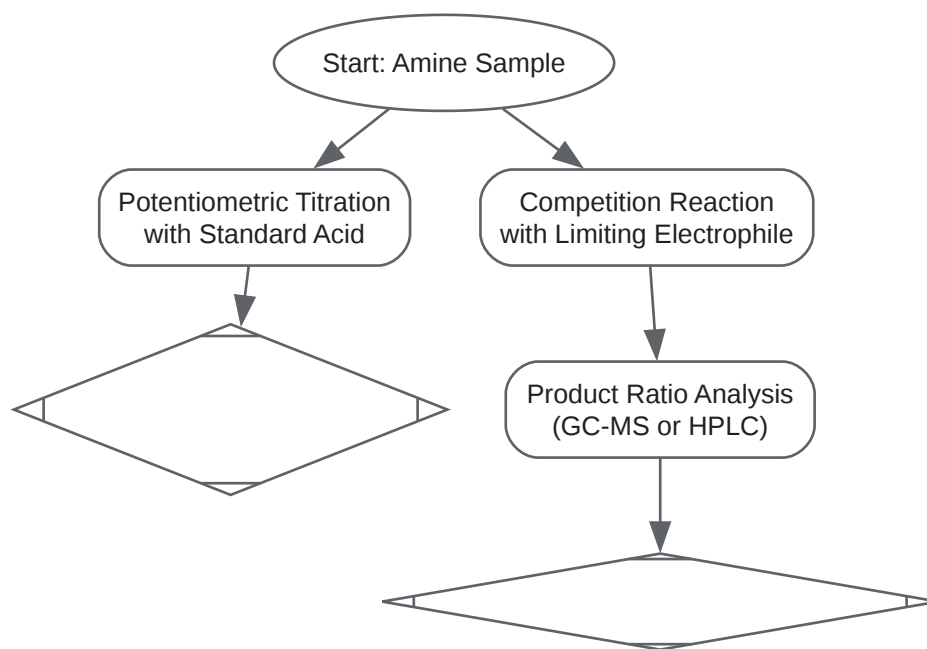 Start: Amine Sample
Potentiometric Titration
with Standard Acid
Competition Reaction
with Limiting Electrophile
Product Ratio Analysis
(GC-MS or HPLC)